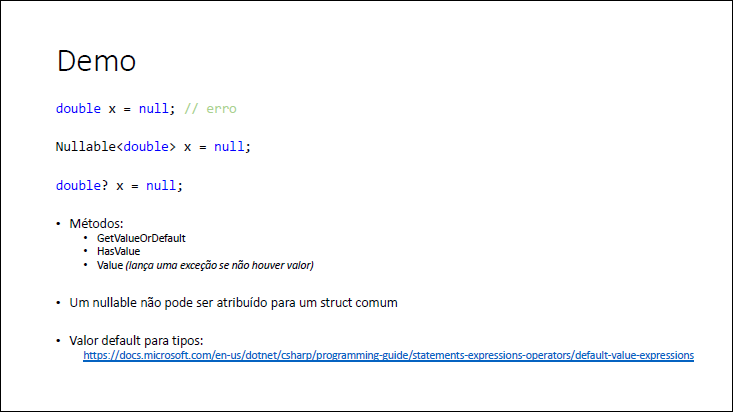 Demo
double x = null; // erro
Nullable<double> x = null;
double? x = null;
• Métodos:
• GetValueOrDefault
• HasValue
• Value (lança uma exceção se não houver valor)
• Um nullable não pode ser atribuído para um struct comum
• Valor default para tipos:
https://docs.microsoft.com/en-us/dotnet/csharp/programming-guide/statements-expressions-operators/default-value-expressions